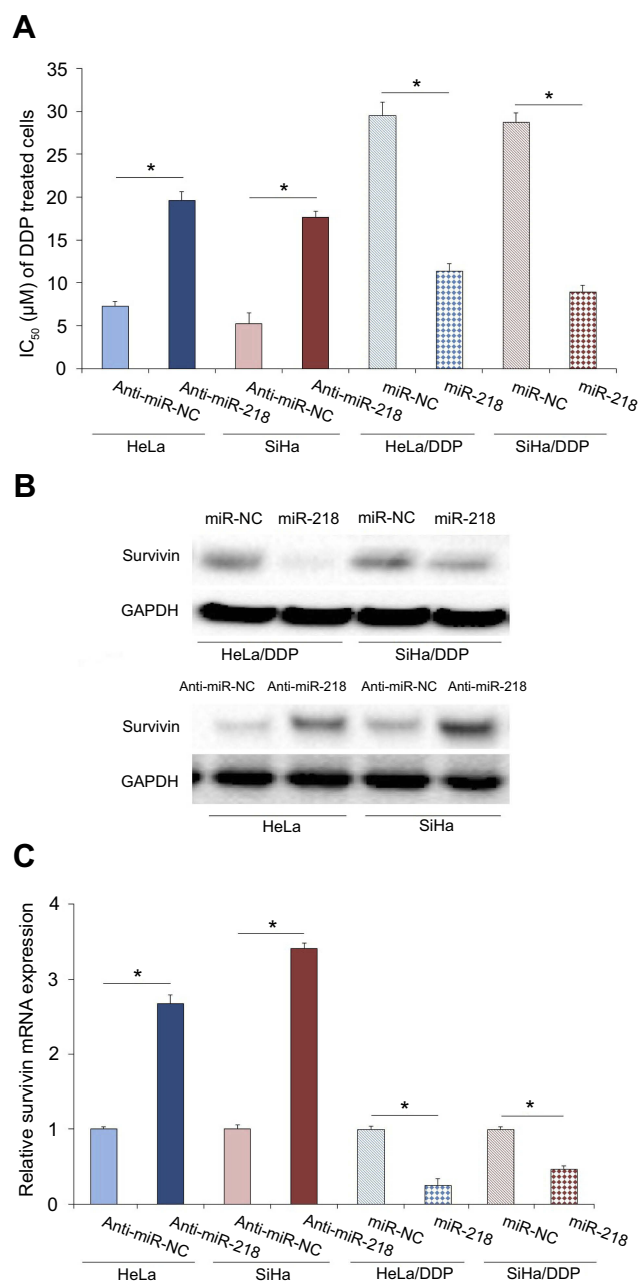 A
IC50 (µM) of DDP treated cells
35
30
25
20
15
10
5
0
* * * *
Anti-miR-NC Anti-miR-218 Anti-miR-NC Anti-miR-218 miR-NC miR-218 miR-NC miR-218
HeLa SiHa HeLa/DDP SiHa/DDP
B
miR-NC miR-218 miR-NC miR-218
Survivin
GAPDH
HeLa/DDP SiHa/DDP
Anti-miR-NC Anti-miR-218 Anti-miR-NC Anti-miR-218
Survivin
GAPDH
HeLa SiHa
C
Relative survivin mRNA expression
4
3
2
1
0
* * * *
Anti-miR-NC Anti-miR-218 Anti-miR-NC Anti-miR-218 miR-NC miR-218 miR-NC miR-218
HeLa SiHa HeLa/DDP SiHa/DDP